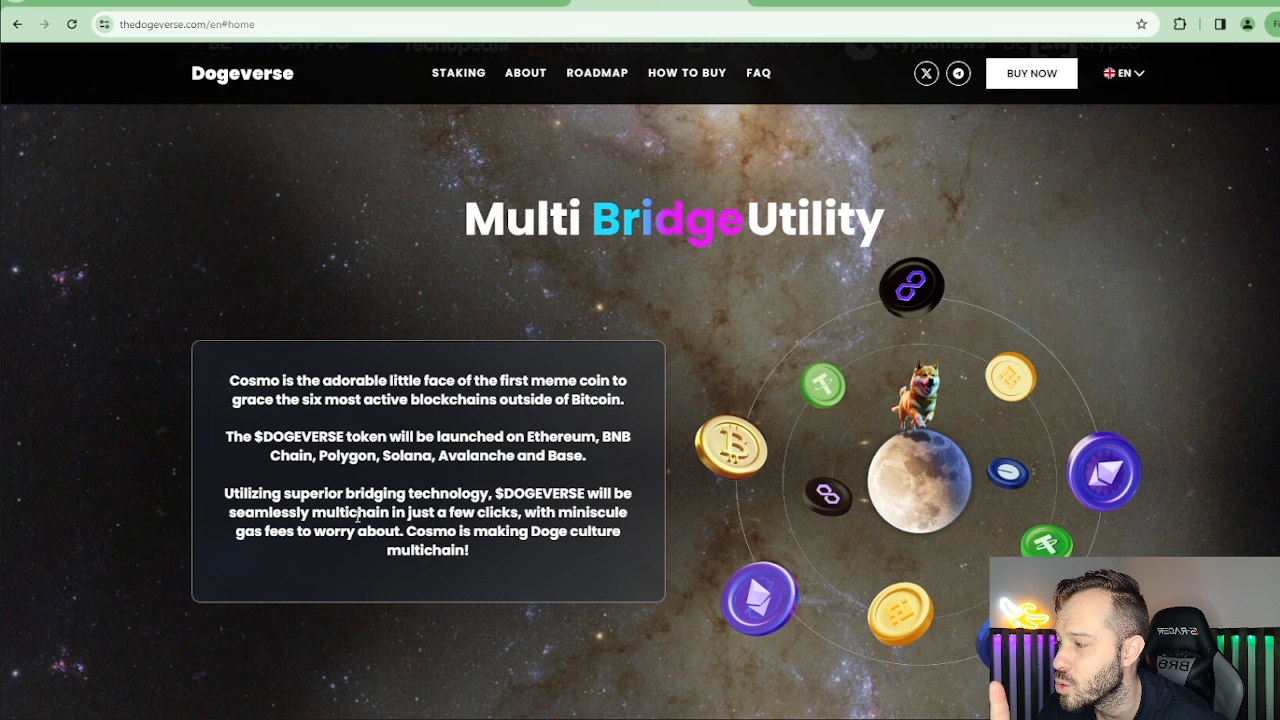 thedogeverse.com/en#home
Dogeverse
STAKING ABOUT ROADMAP HOW TO BUY FAQ
BUY NOW
EN
Multi Bridge Utility
Cosmo is the adorable little face of the first meme coin to
grace the six most active blockchains outside of Bitcoin.
The $DOGEVERSE token will be launched on Ethereum, BNB
Chain, Polygon, Solana, Avalanche and Base.
Utilizing superior bridging technology, $DOGEVERSE will be
seamlessly multichain in just a few clicks, with miniscule
gas fees to worry about. Cosmo is making Doge culture
multichain!